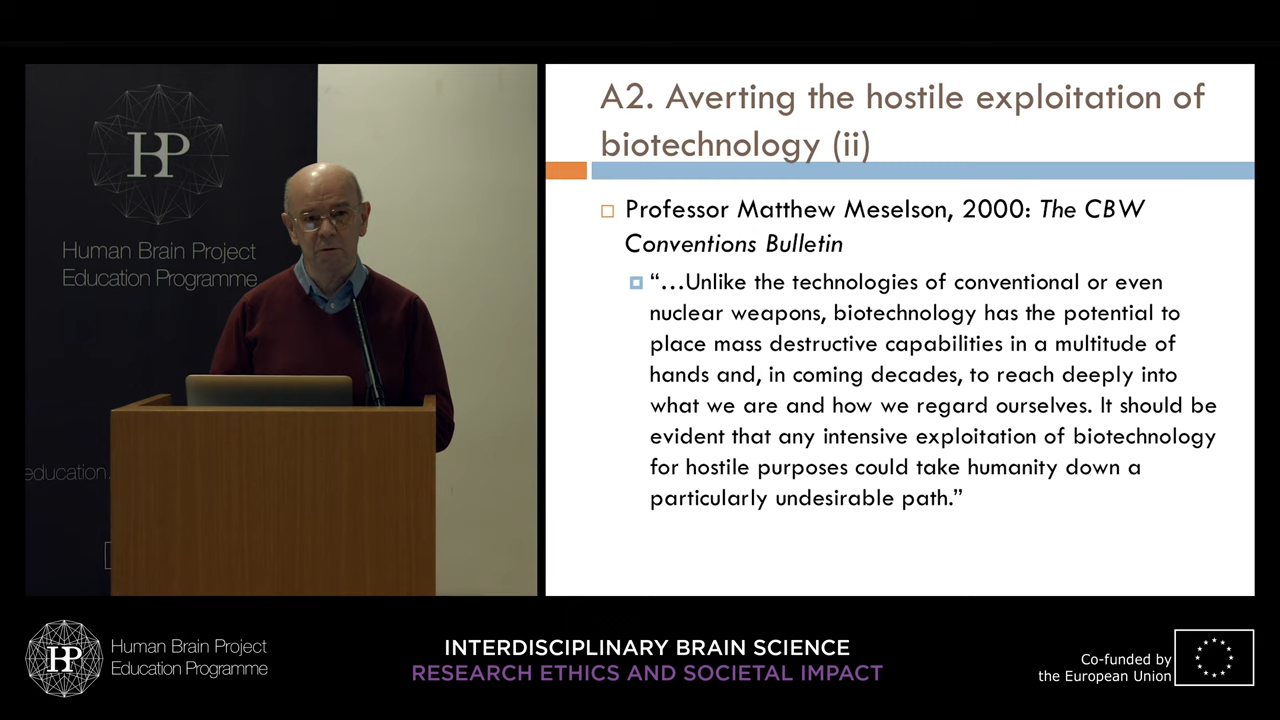 HP
Human Brain Project
Education Programme
education.
A2. Averting the hostile exploitation of
biotechnology (ii)
Professor Matthew Meselson, 2000: The CBW
Conventions Bulletin
“…Unlike the technologies of conventional or even
nuclear weapons, biotechnology has the potential to
place mass destructive capabilities in a multitude of
hands and, in coming decades, to reach deeply into
what we are and how we regard ourselves. It should be
evident that any intensive exploitation of biotechnology
for hostile purposes could take humanity down a
particularly undesirable path.”
HP
Human Brain Project
Education Programme
INTERDISCIPLINARY BRAIN SCIENCE
RESEARCH ETHICS AND SOCIETAL IMPACT
Co-funded by
the European Union